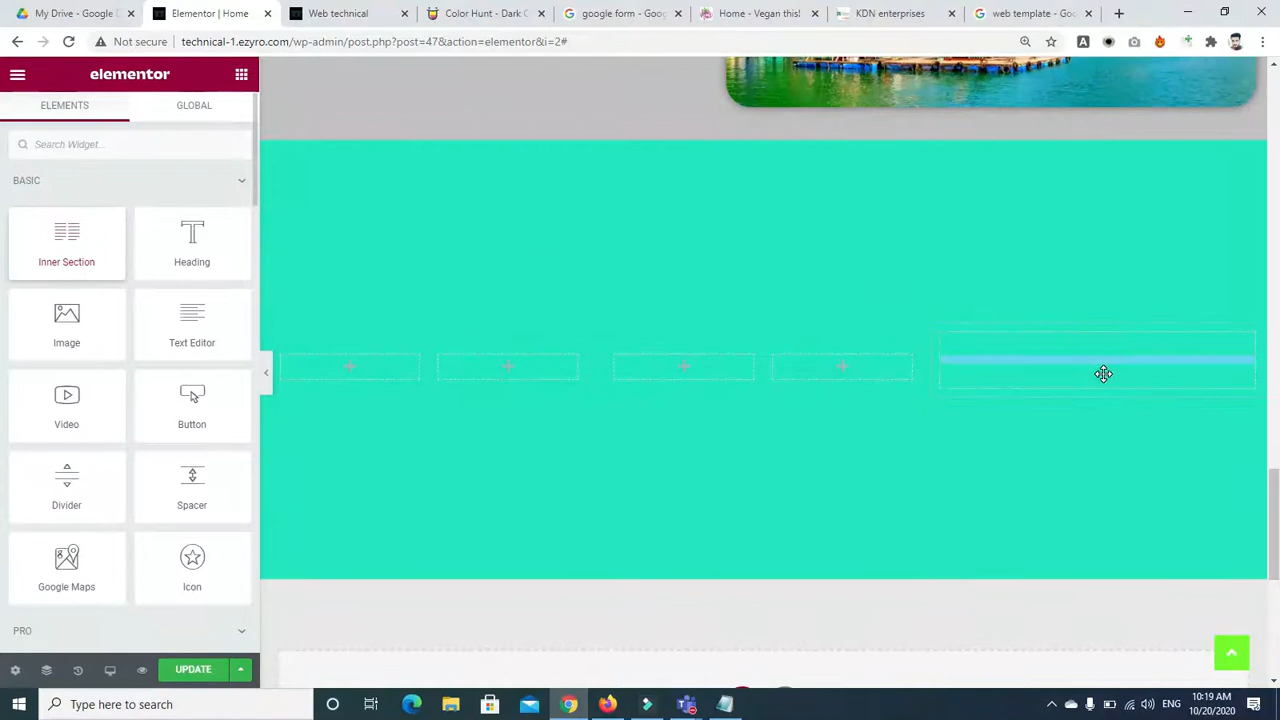 My Drive - Go
Elementor | Home
Web technical
Color Hunt - Dark C
google form - Goog
Home - Vegan this!
KDN enterprises
web template - Goo
Not secure
technical-1.ezyro.com/wp-admin/post.php?post=47&action=elementor&i=2#
elementor
ELEMENTS
GLOBAL
Search Widget...
BASIC
Inner Section
Heading
Image
Text Editor
Video
Button
Divider
Spacer
Google Maps
Icon
PRO
UPDATE
Type here to search
ENG
10:19 AM
10/20/2020